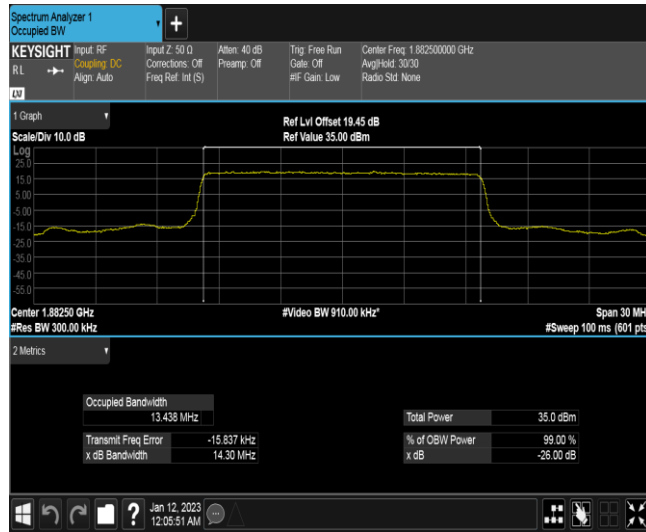 Spectrum Analyzer 1
Occupied BW
KEYSIGHT
R L
LXI
Input: RF
Coupling: DC
Align: Auto
Input Z: 50 Ω
Corrections: Off
Freq Ref: Int (S)
Atten: 40 dB
Preamp: Off
Trig: Free Run
Gate: Off
#IF Gain: Low
Center Freq: 1.882500000 GHz
Avg|Hold: 30/30
Radio Std: None
1 Graph
Scale/Div 10.0 dB
Ref Lvl Offset 19.45 dB
Ref Value 35.00 dBm
Log
25.0
15.0
5.00
-5.00
-15.0
-25.0
-35.0
-45.0
-55.0
Center 1.88250 GHz
#Res BW 300.00 kHz
#Video BW 910.00 kHz*
Span 30 MH
#Sweep 100 ms (601 pts
2 Metrics
Occupied Bandwidth
13.438 MHz
Transmit Freq Error -15.837 kHz
x dB Bandwidth 14.30 MHz
Total Power 35.0 dBm
% of OBW Power 99.00 %
x dB -26.00 dB
?
Jan 12, 2023
12:05:51 AM